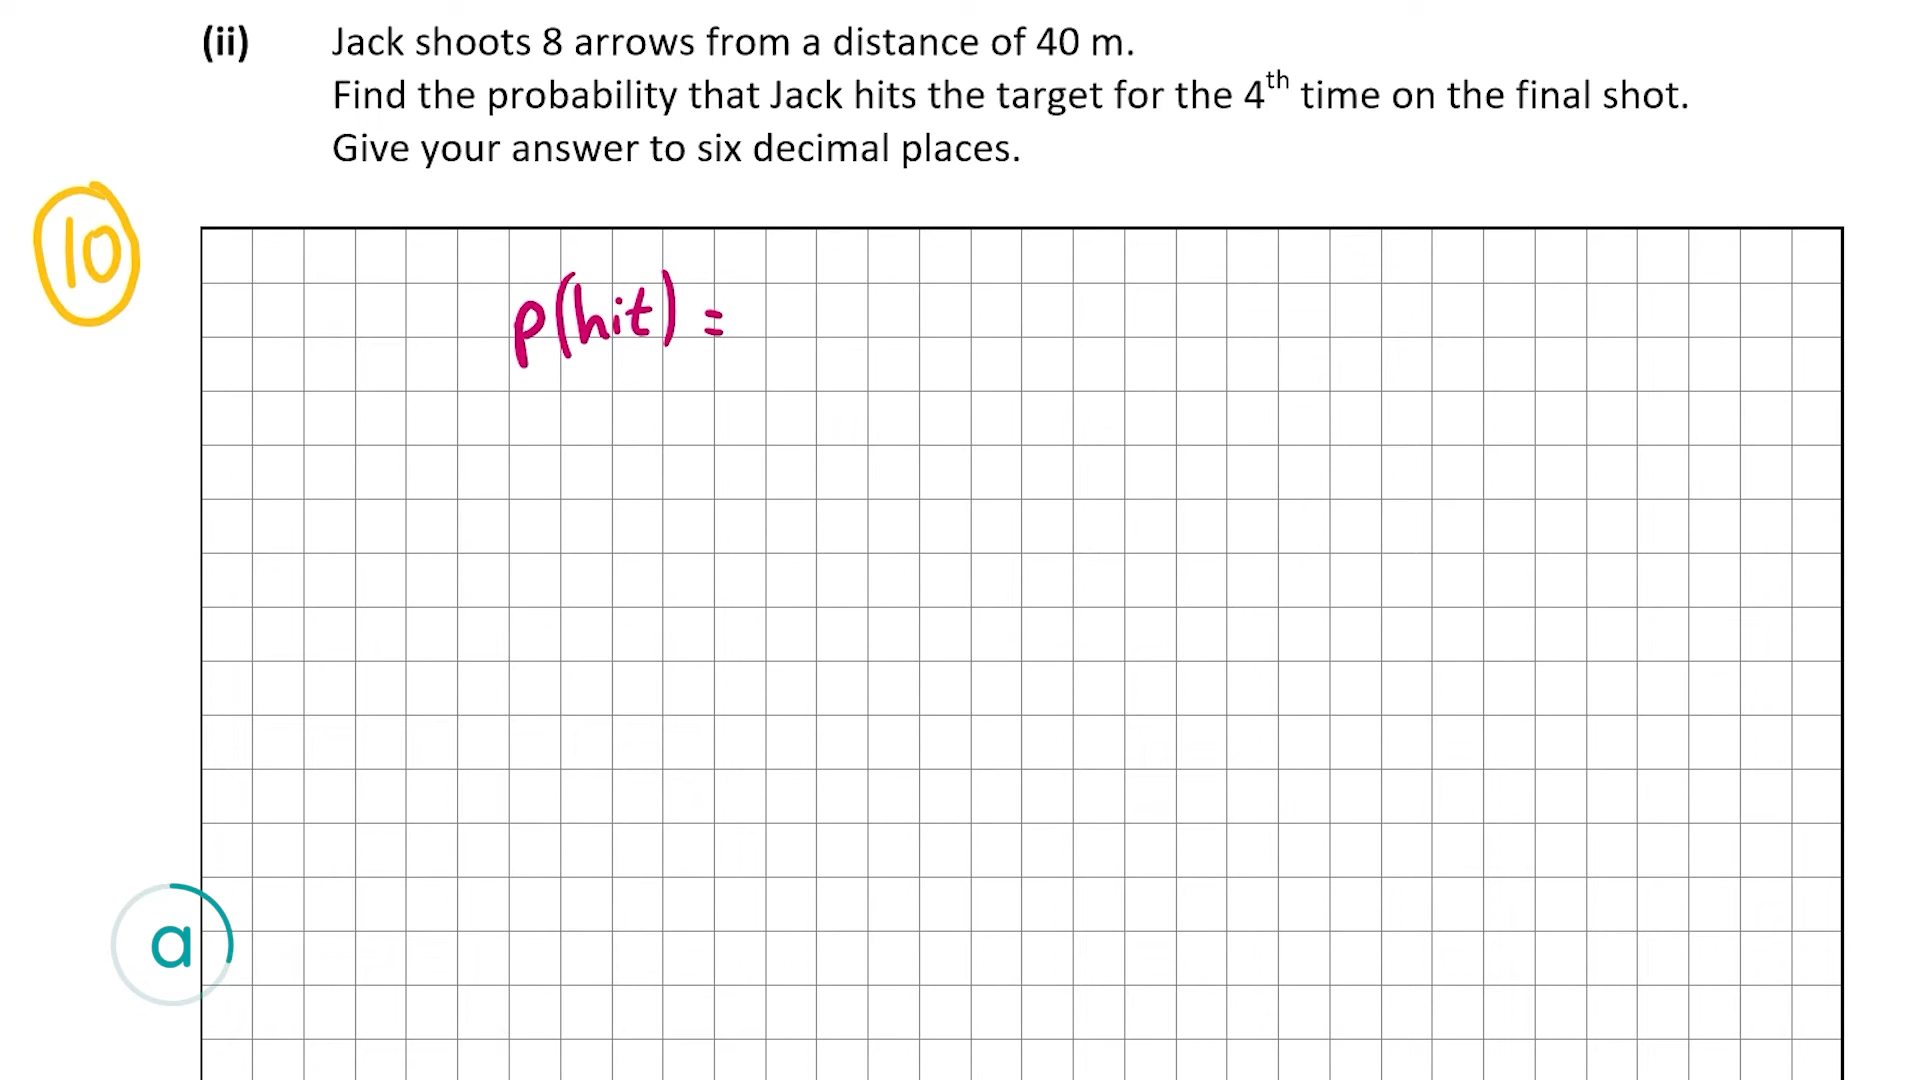 (ii) Jack shoots 8 arrows from a distance of 40 m.
Find the probability that Jack hits the target for the 4th time on the final shot.
Give your answer to six decimal places.
10
P(hit) =
a